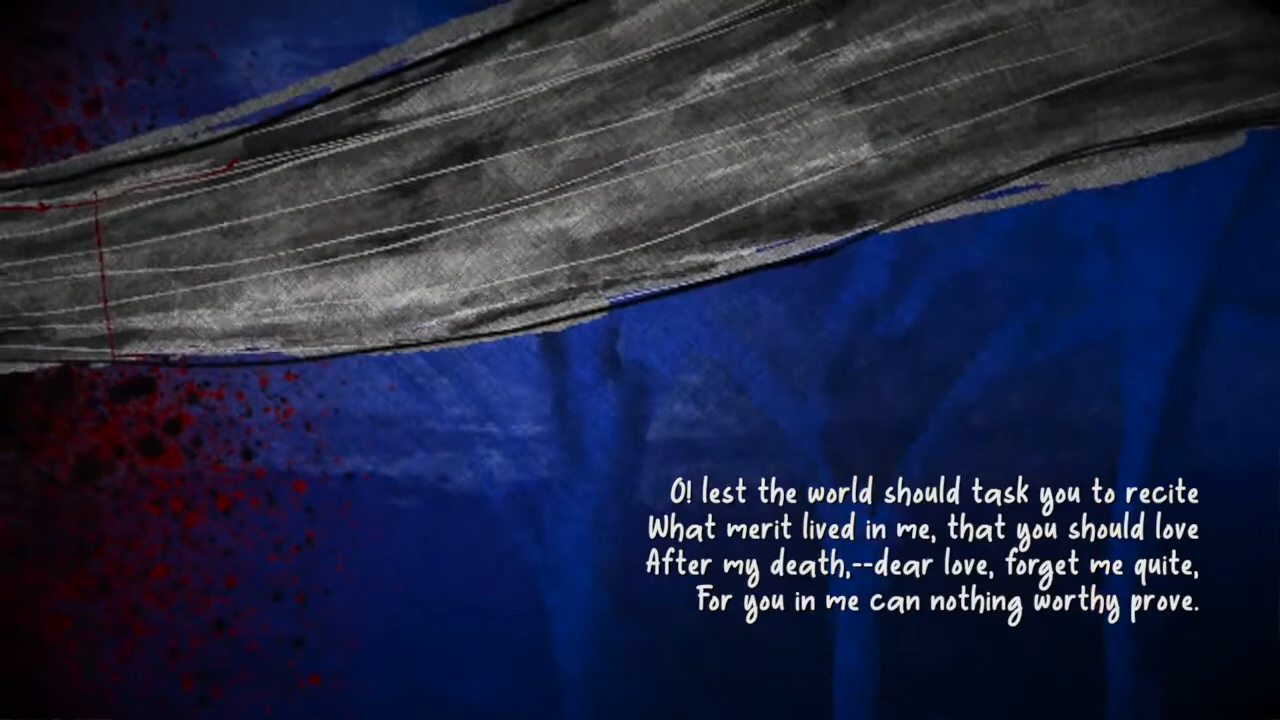 O! lest the world should task you to recite
What merit lived in me, that you should love
After my death,--dear love, forget me quite,
For you in me can nothing worthy prove.